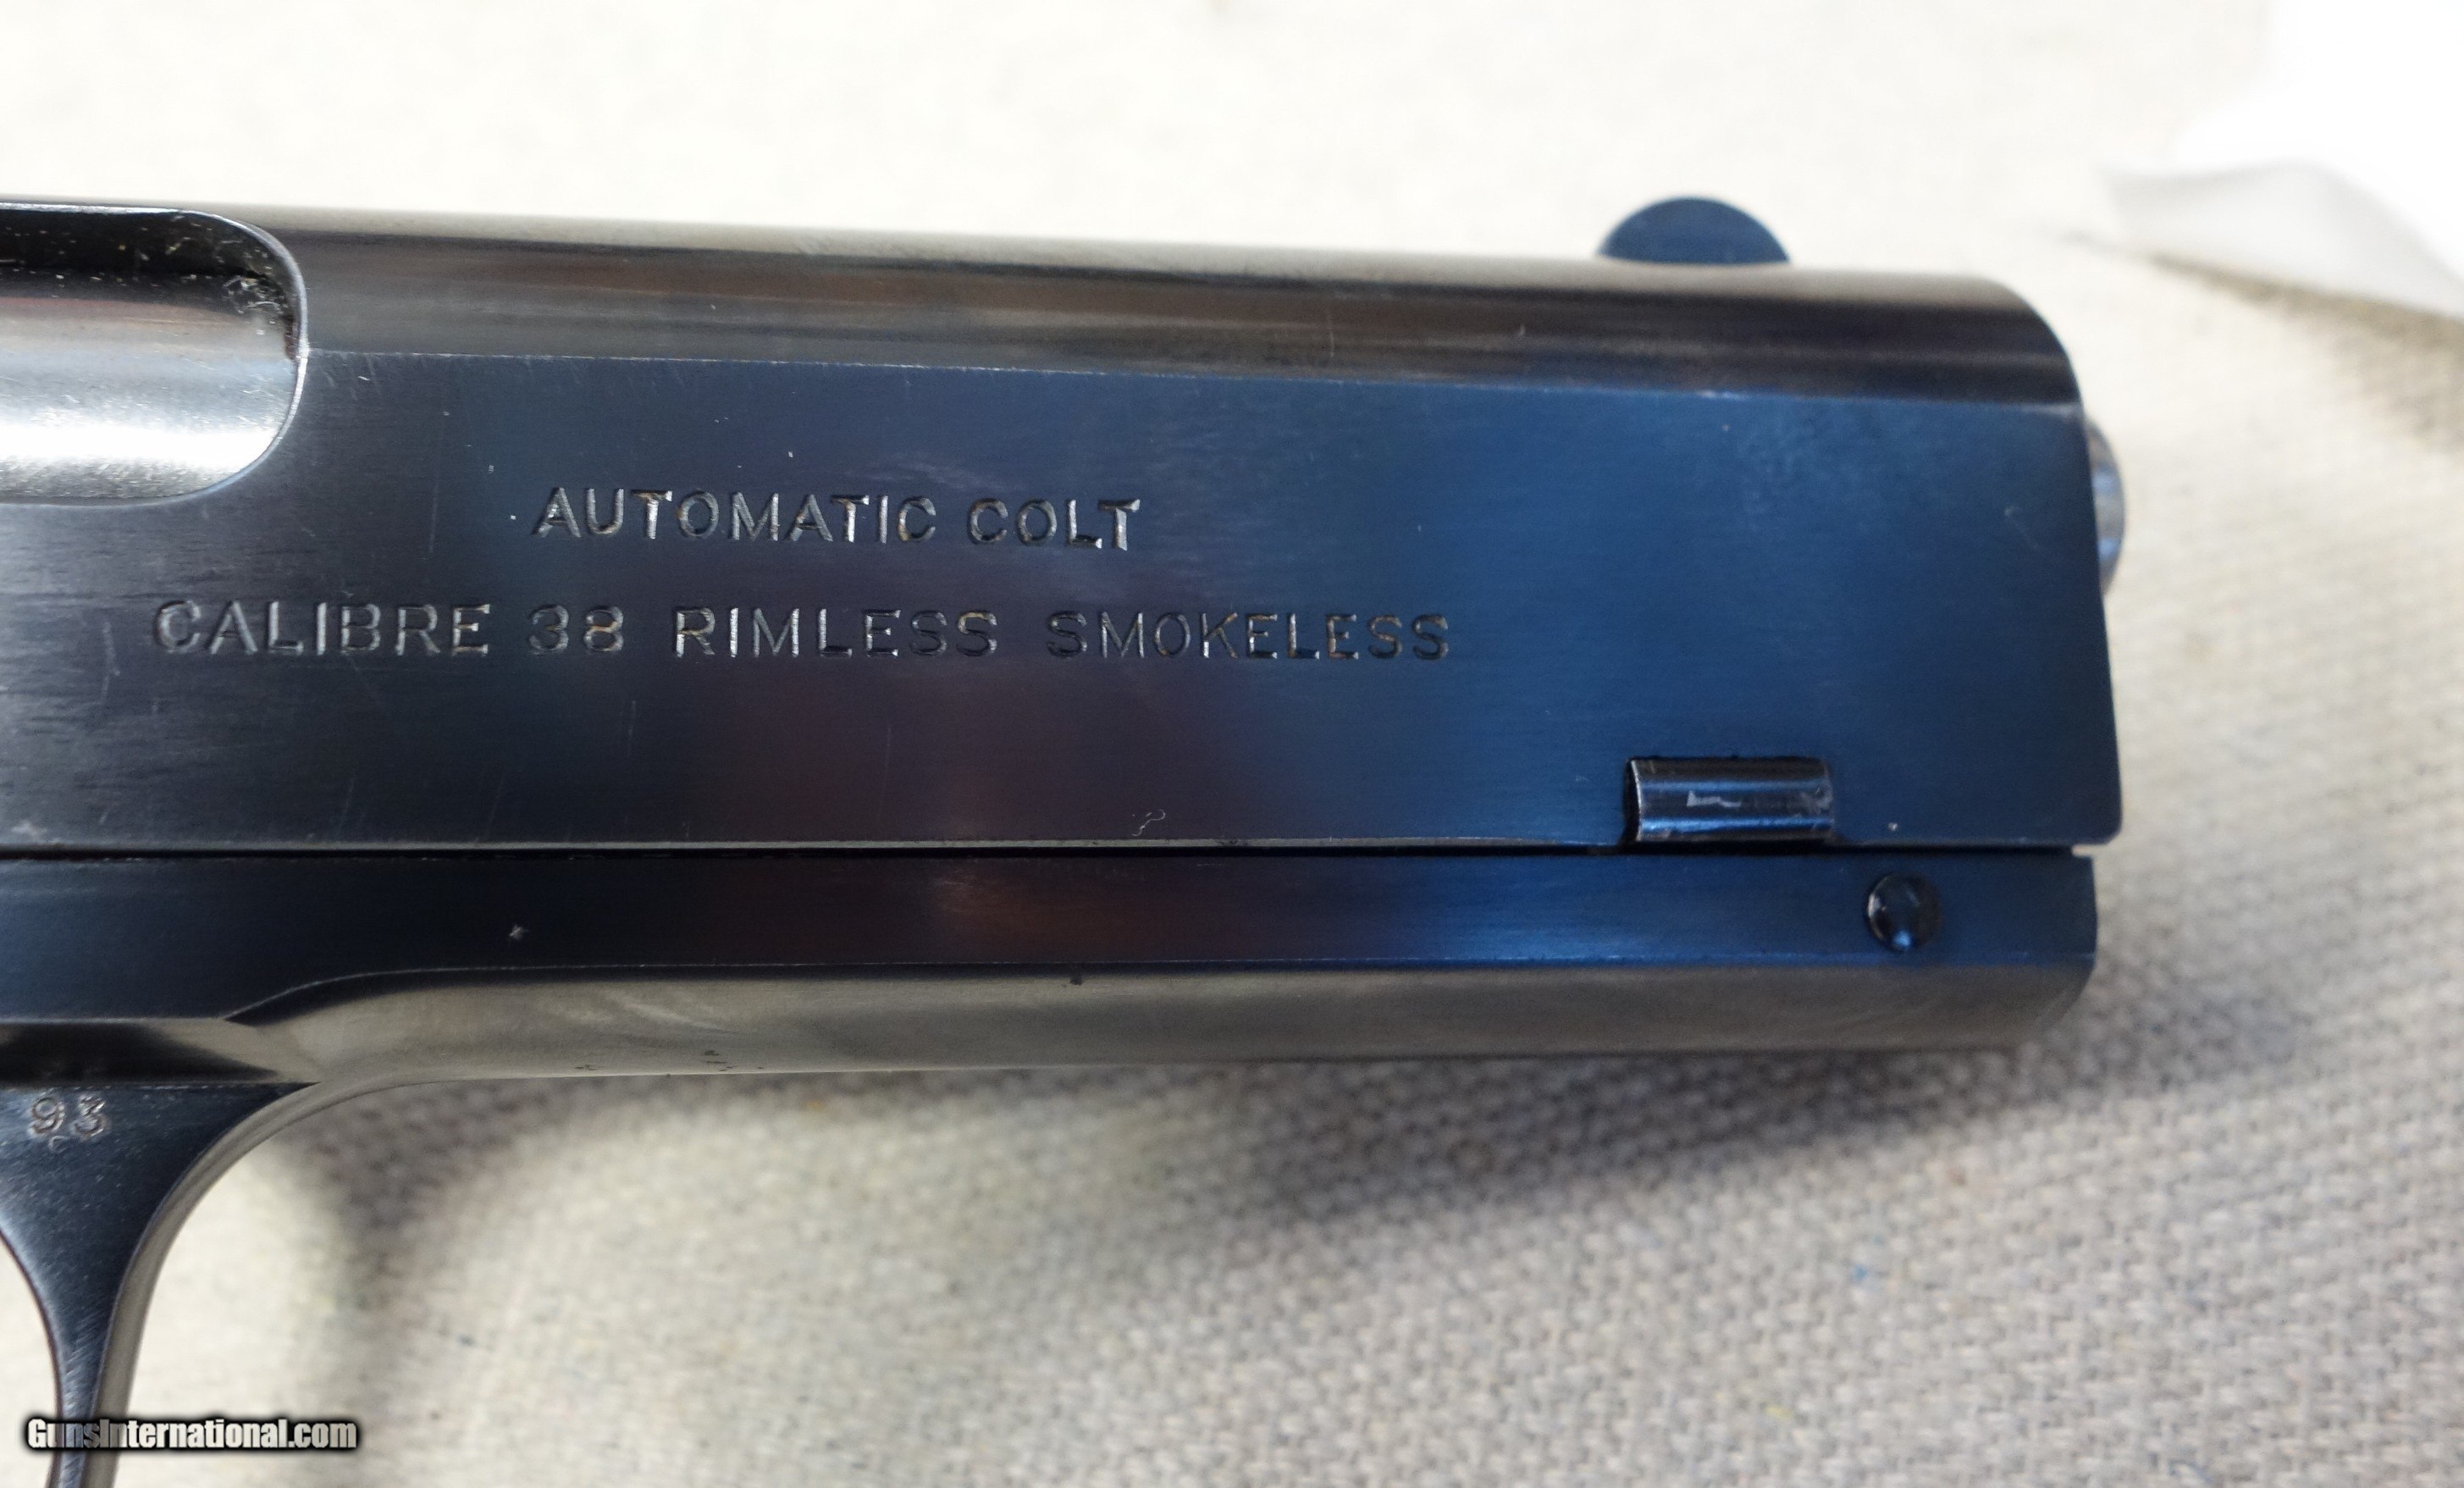 AUTOMATIC COLT
CALIBRE 38 RIMLESS SMOKELESS
93
GunsInternational.com